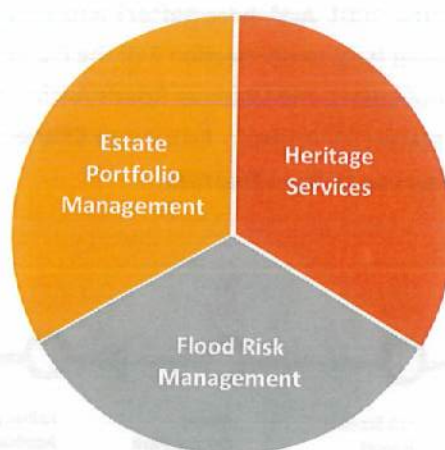 Estate
Portfolio
Management
Heritage
Services
Flood Risk
Management